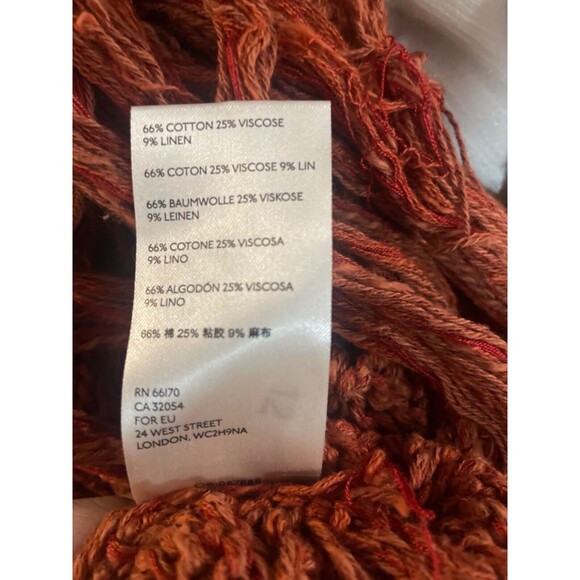 66% COTTON 25% VISCOSE
9% LINEN
66% COTON 25% VISCOSE 9% LIN
66% BAUMWOLLE 25% VISKOSE
9% LEINEN
66% COTONE 25% VISCOSA
9% LINO
66% ALGODÓN 25% VISCOSA
9% LINO
66% 棉 25% 粘胶 9% 麻布
RN 66170
CA 32054
FOR EU
24 WEST STREET
LONDON, WC2H9NA